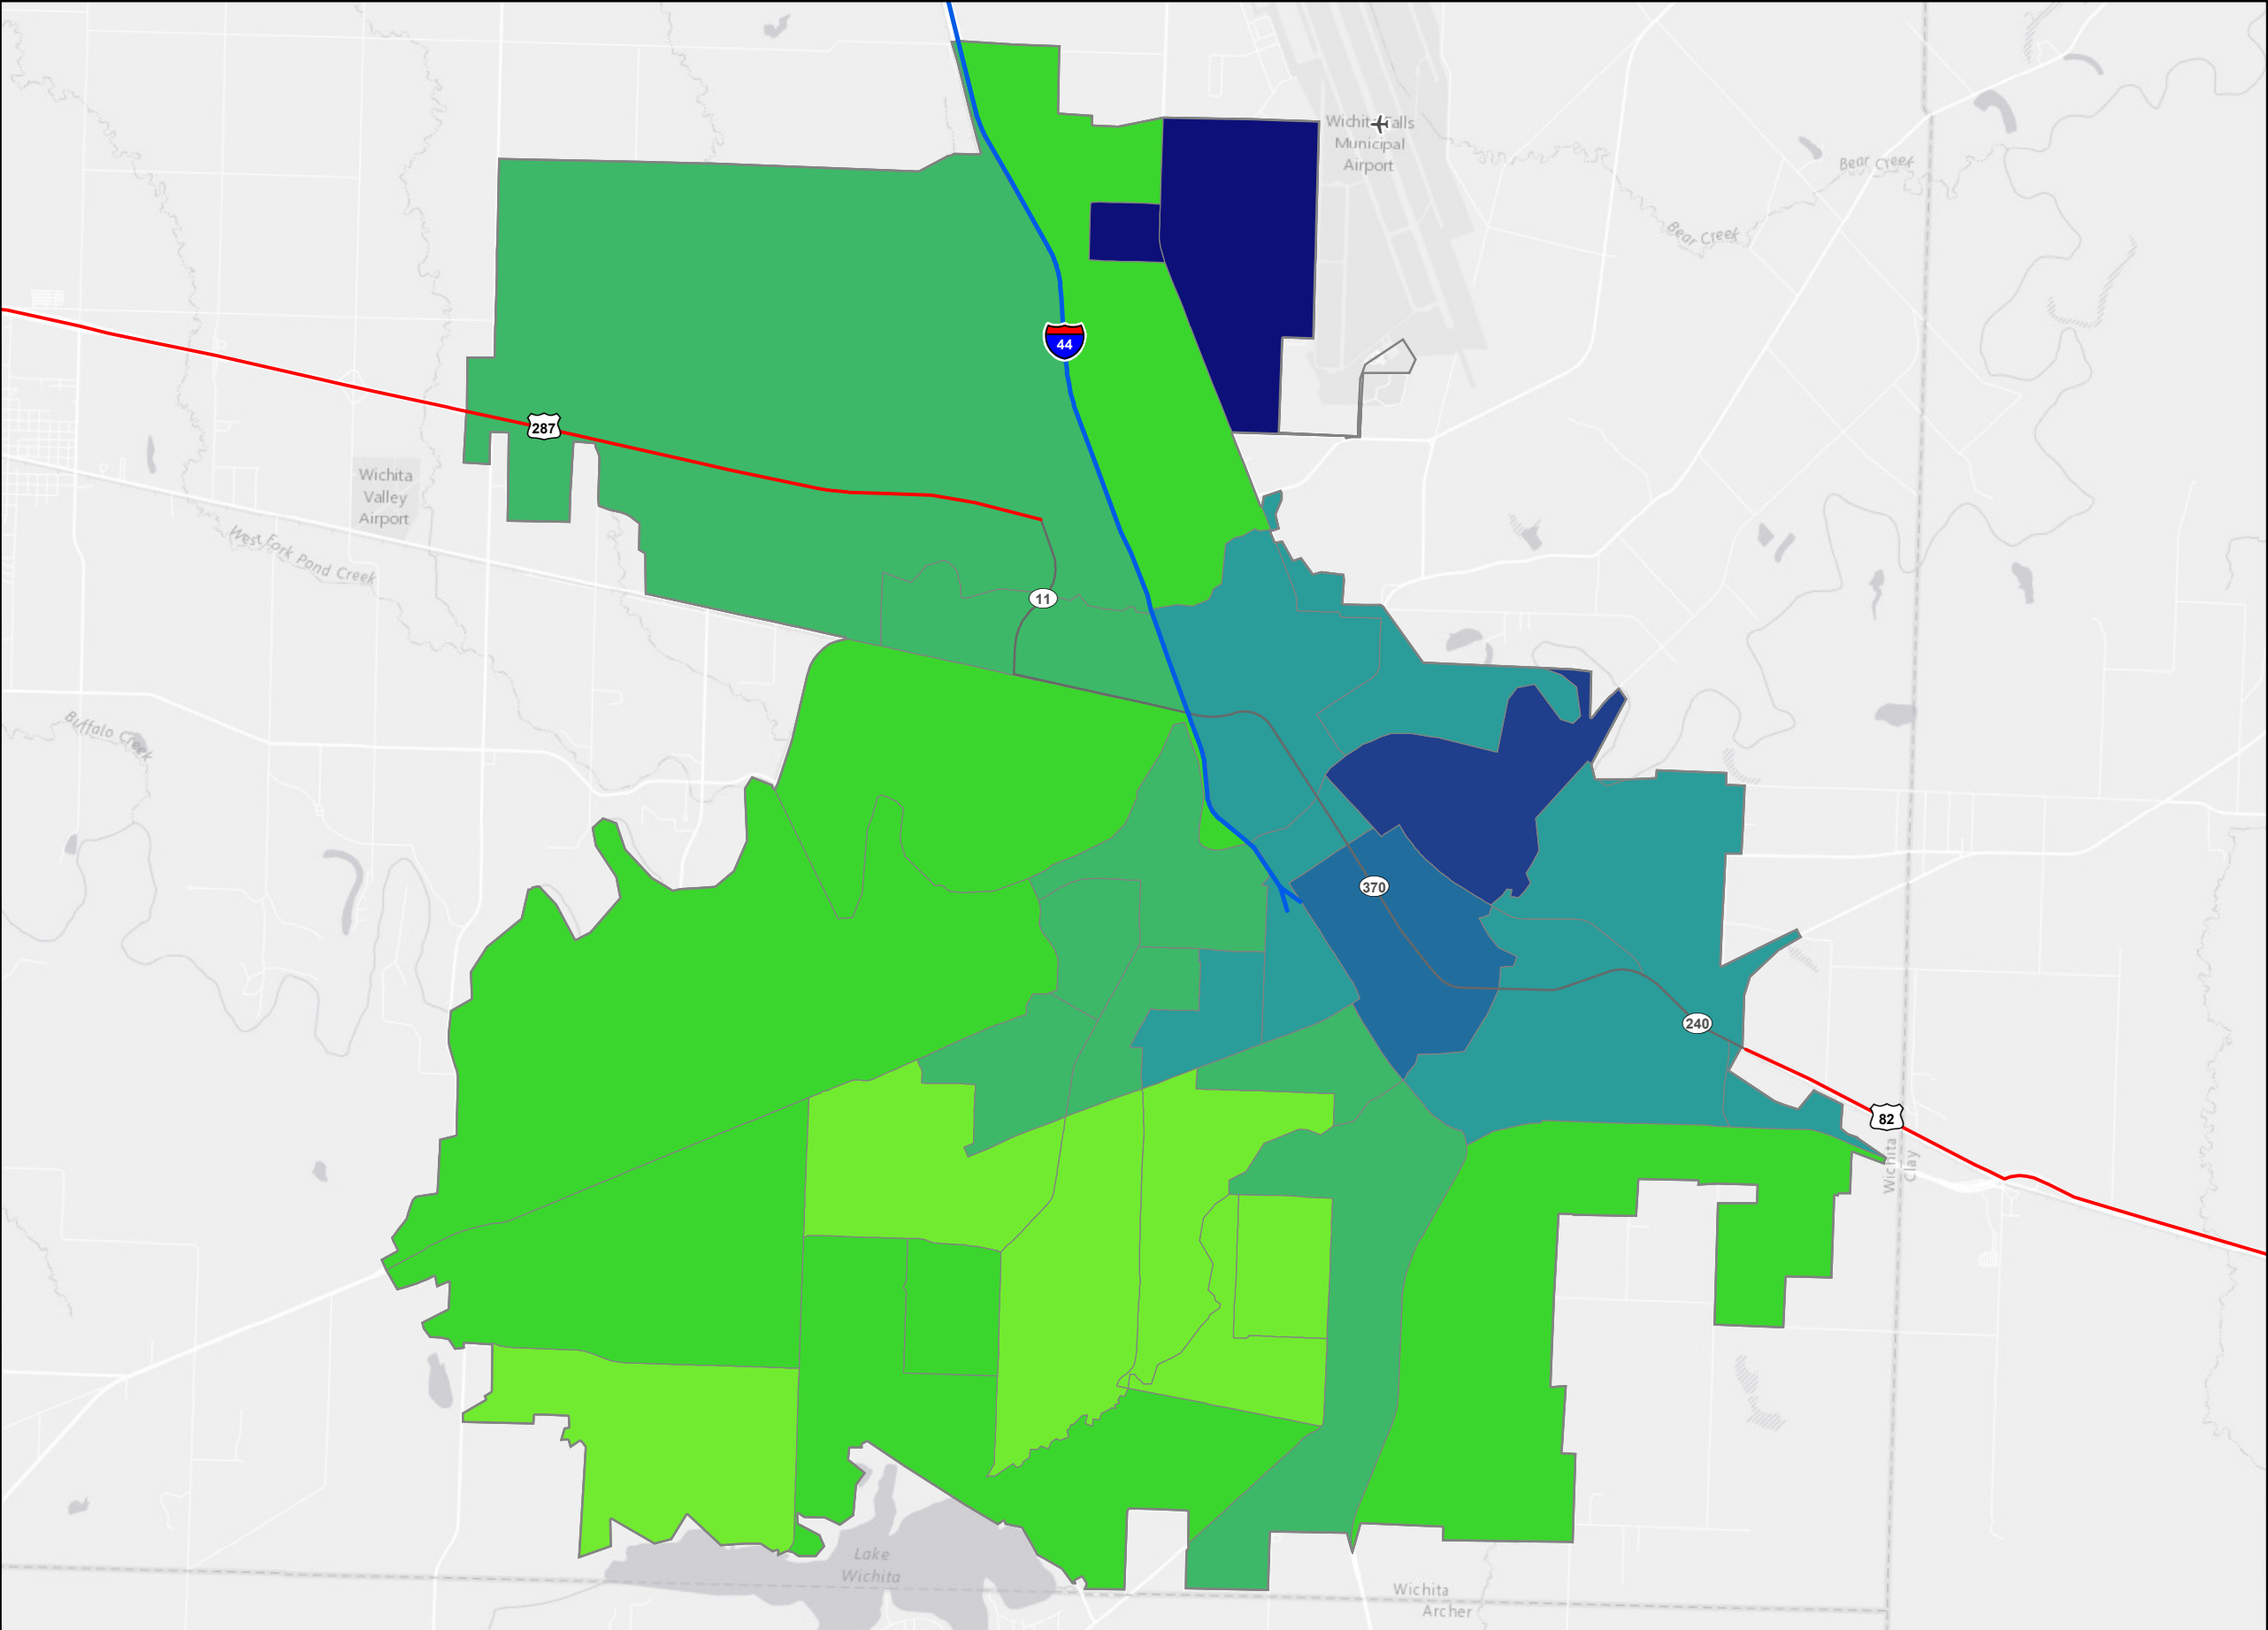 Wichita Falls
Municipal
Airport
Bear Creek
Bear Creek
44
287
Wichita
Valley
Airport
West Fork Pond Creek
11
Buffalo Creek
370
240
82
Wichita
Clay
Lake
Wichita
Wichita
Archer